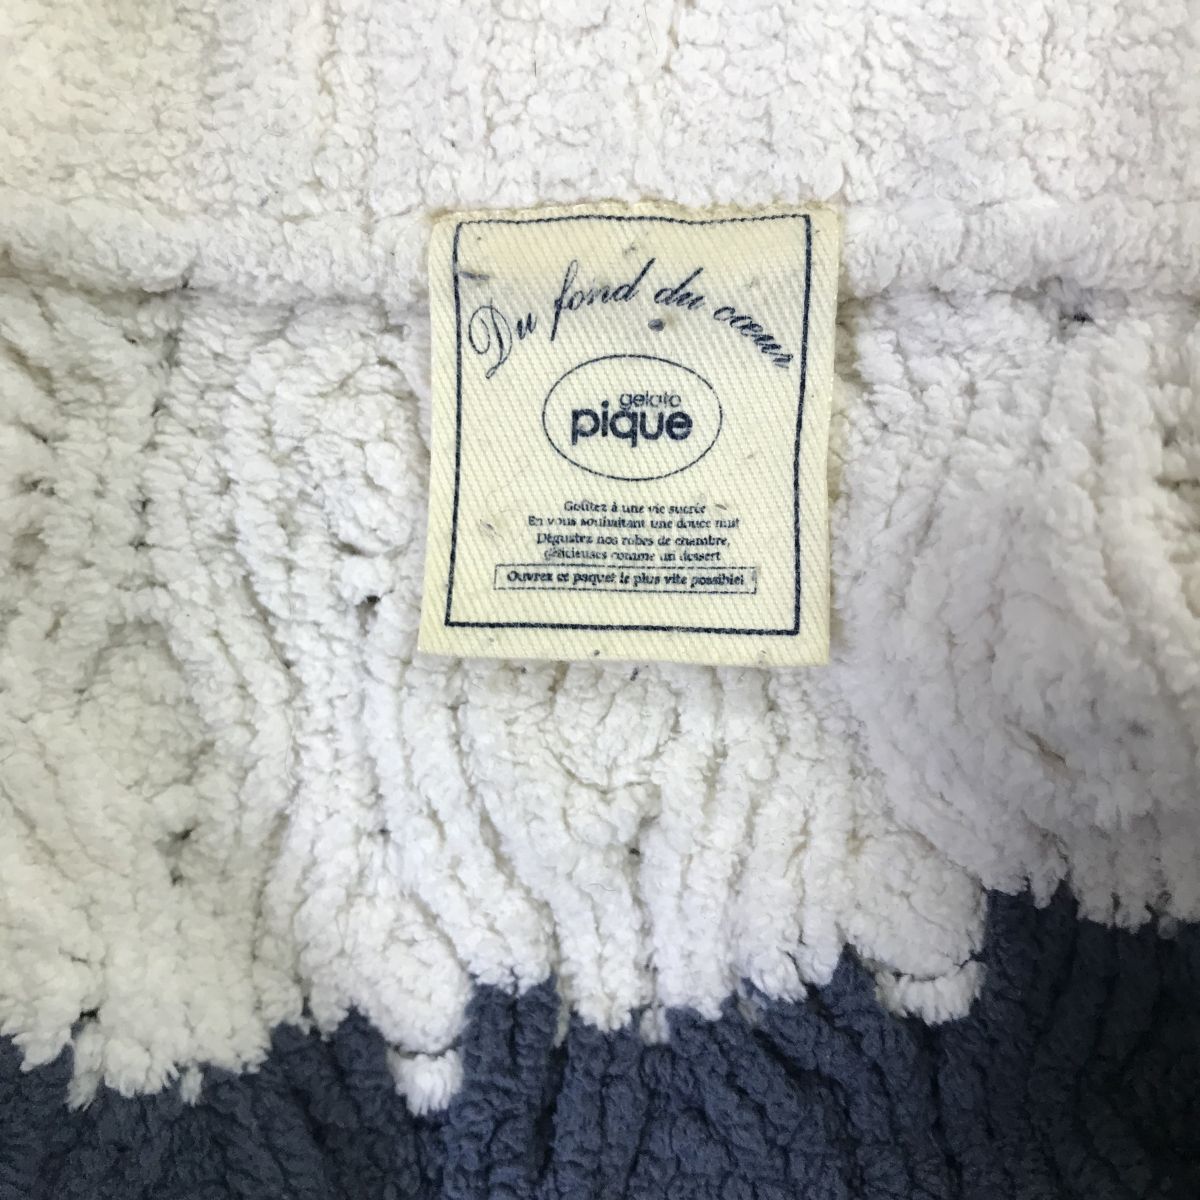 Du fond du cœur
gelato
pique
Goûtez à une vie sucrée
En vous souhaitant une douce nuit
Dégustez nos robes de chambre,
délicieuses comme un dessert
Ouvrez ce paquet le plus vite possible!